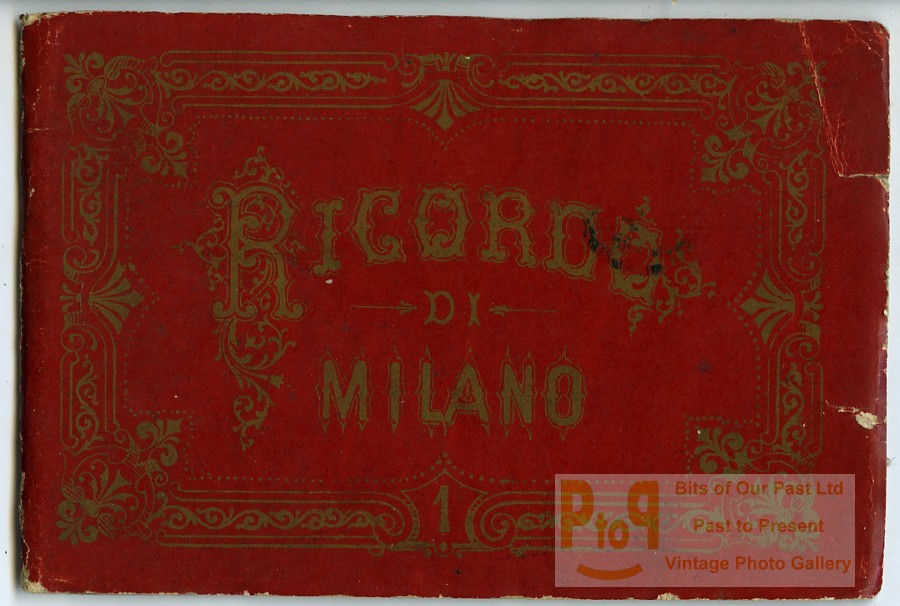 RICORDO
DI
MILANO
1
PtoP
Bits of Our Past Ltd
Past to Present
Vintage Photo Gallery